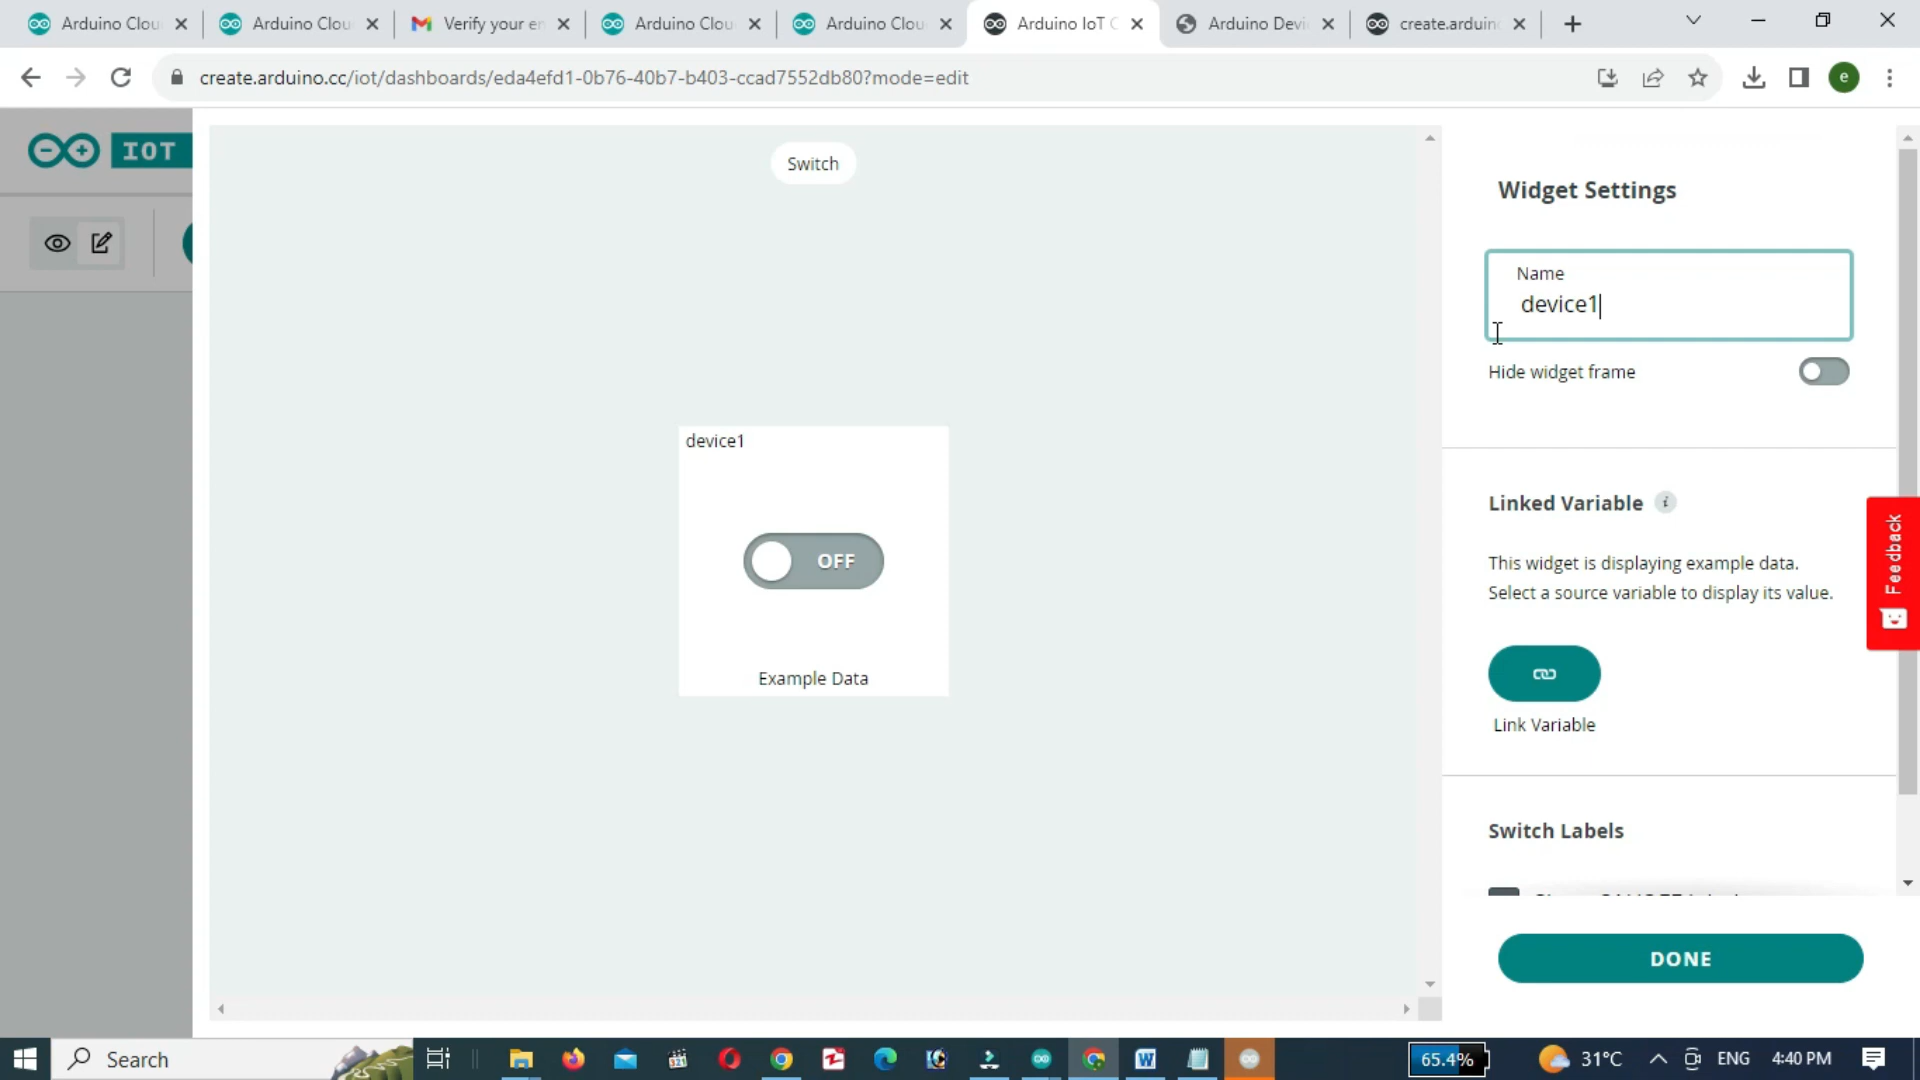 Arduino Clou
Arduino Clou
Verify your em
Arduino Clou
Arduino Clou
Arduino IoT C
Arduino Devi
create.arduino
create.arduino.cc/iot/dashboards/eda4efd1-0b76-40b7-b403-ccad7552db80?mode=edit
e
IOT
Switch
Widget Settings
Name
device1
Hide widget frame
device1
OFF
Example Data
Linked Variable i
This widget is displaying example data.
Select a source variable to display its value.
Link Variable
Feedback
Switch Labels
DONE
Search
65.4%
31°C
ENG
4:40 PM